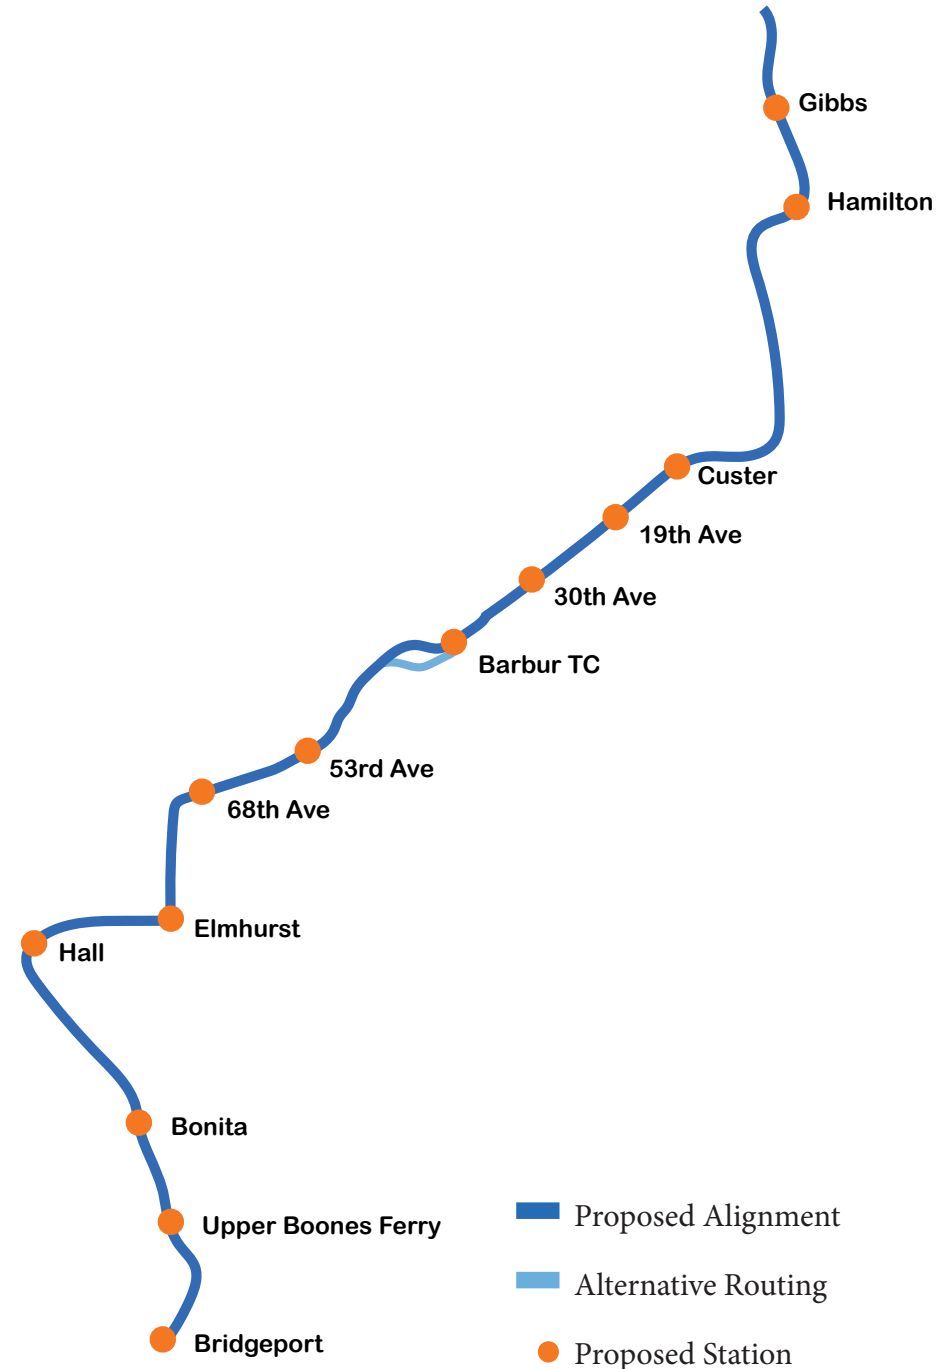 Gibbs
Hamilton
Custer
19th Ave
30th Ave
Barbur TC
53rd Ave
68th Ave
Elmhurst
Hall
Bonita
Upper Boones Ferry
Bridgeport
Proposed Alignment
Alternative Routing
Proposed Station